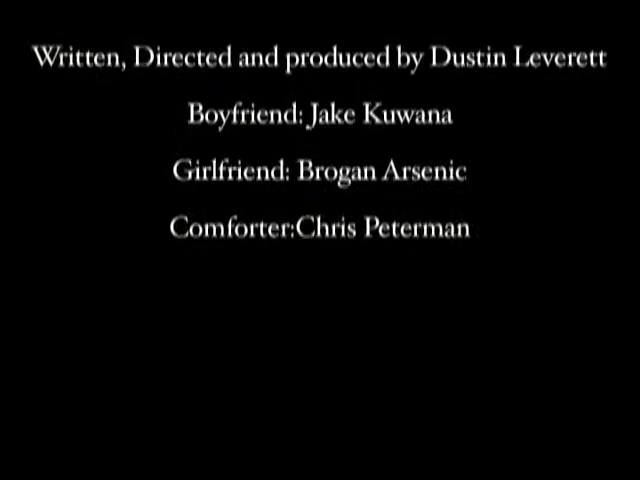 Written, Directed and produced by Dustin Leverett
Boyfriend: Jake Kuwana
Girlfriend: Brogan Arsenic
Comforter:Chris Peterman